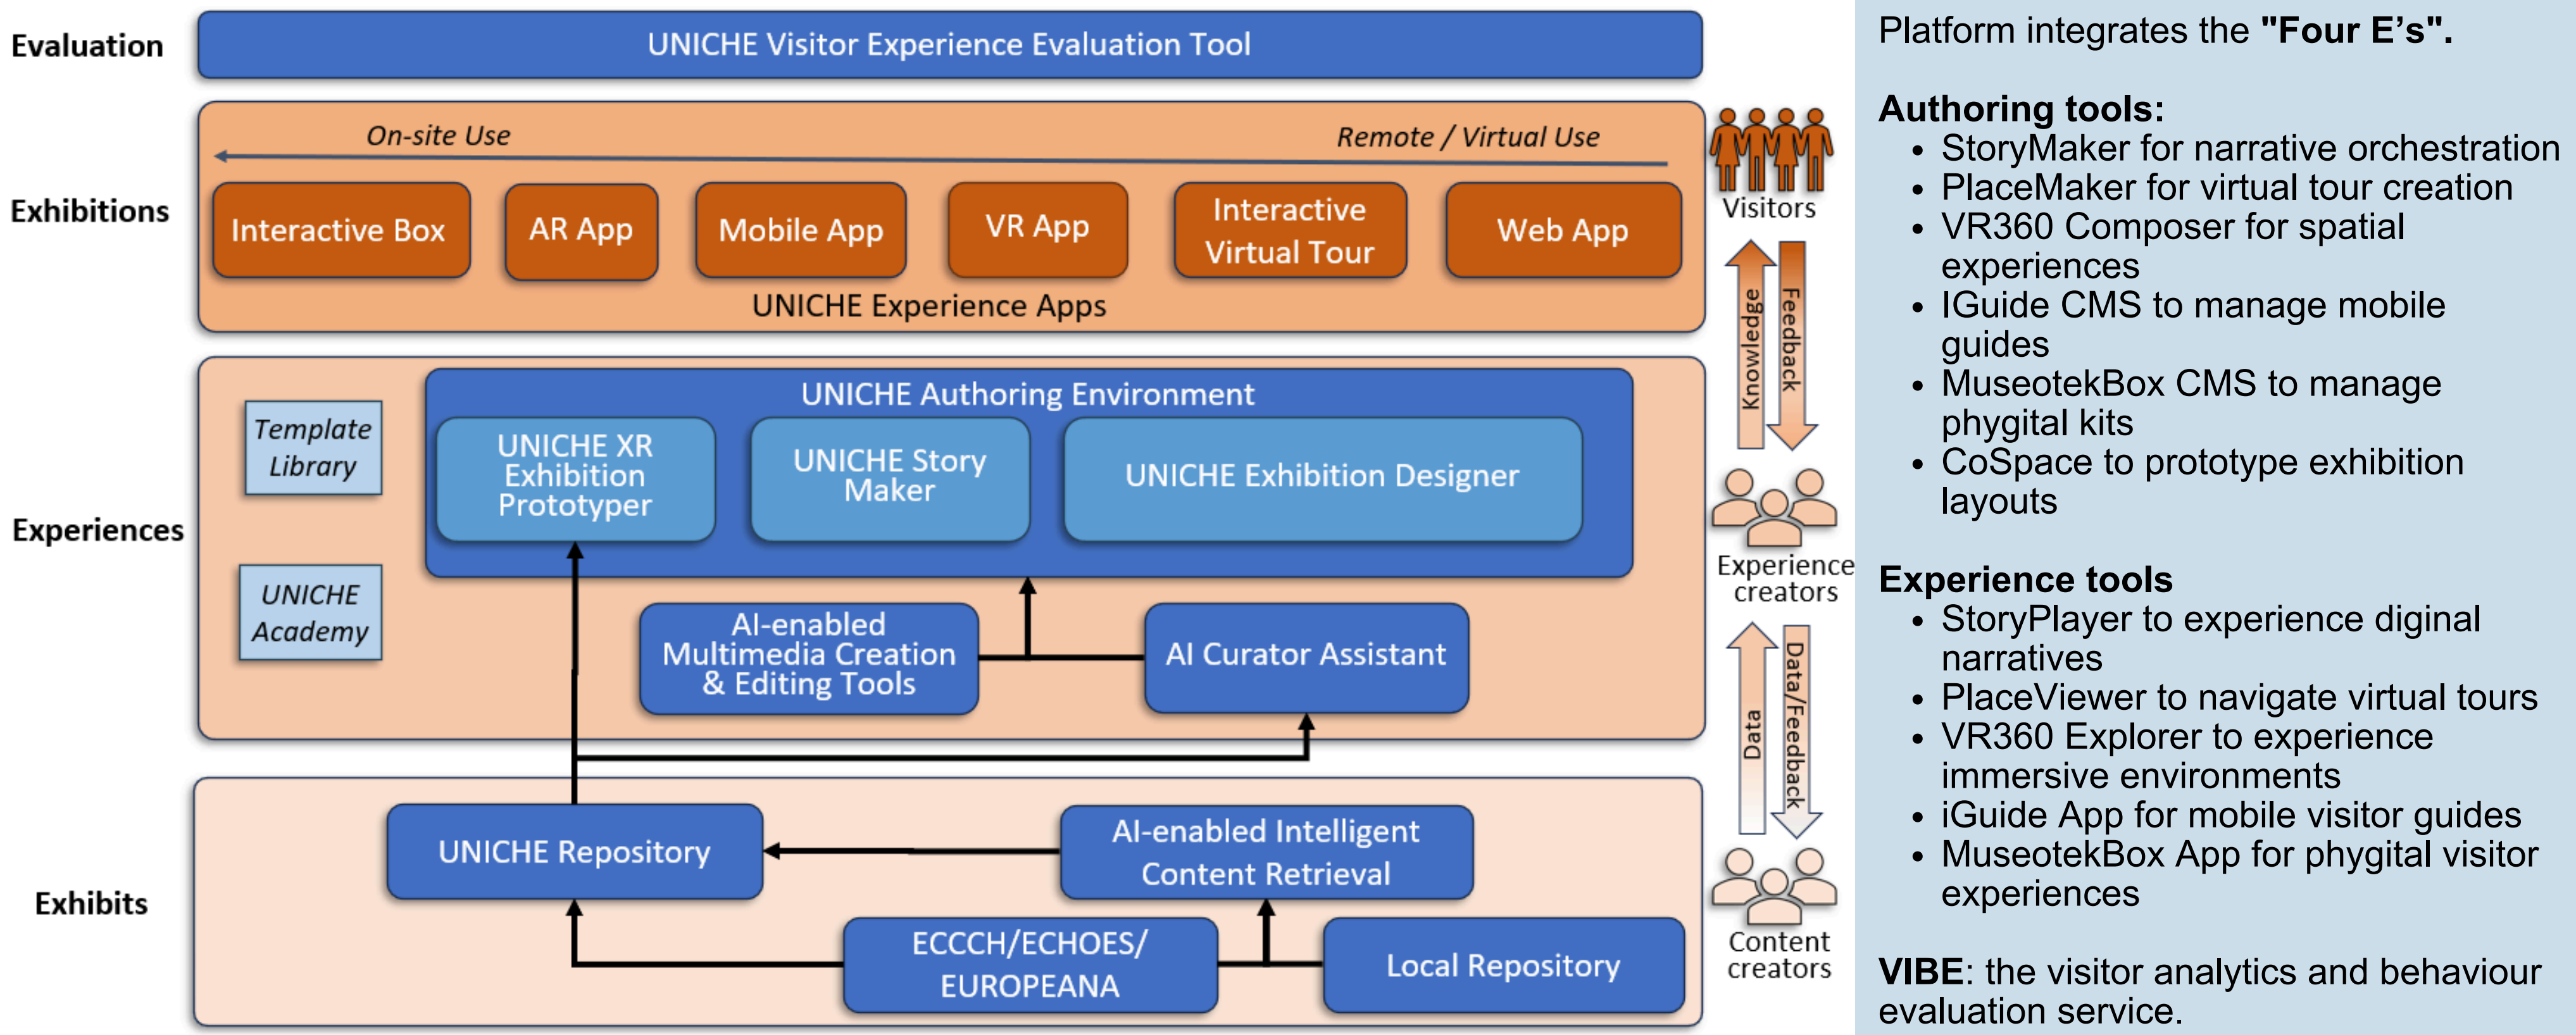 Evaluation
UNICHE Visitor Experience Evaluation Tool
Exhibitions
On-site Use
Remote / Virtual Use
Interactive Box
AR App
Mobile App
VR App
Interactive
Virtual Tour
Web App
UNICHE Experience Apps
Visitors
Knowledge
Feedback
Experiences
Template
Library
UNICHE
Academy
UNICHE Authoring Environment
UNICHE XR
Exhibition
Prototyper
UNICHE Story
Maker
UNICHE Exhibition Designer
AI-enabled
Multimedia Creation
& Editing Tools
AI Curator Assistant
Experience
creators
Data
Data/Feedback
Exhibits
UNICHE Repository
AI-enabled Intelligent
Content Retrieval
ECCCH/ECHOES/
EUROPEANA
Local Repository
Content
creators
Platform integrates the "Four E’s".
Authoring tools:
• StoryMaker for narrative orchestration
• PlaceMaker for virtual tour creation
• VR360 Composer for spatial
experiences
• IGuide CMS to manage mobile
guides
• MuseotekBox CMS to manage
phygital kits
• CoSpace to prototype exhibition
layouts
Experience tools
• StoryPlayer to experience diginal
narratives
• PlaceViewer to navigate virtual tours
• VR360 Explorer to experience
immersive environments
• iGuide App for mobile visitor guides
• MuseotekBox App for phygital visitor
experiences
VIBE: the visitor analytics and behaviour
evaluation service.